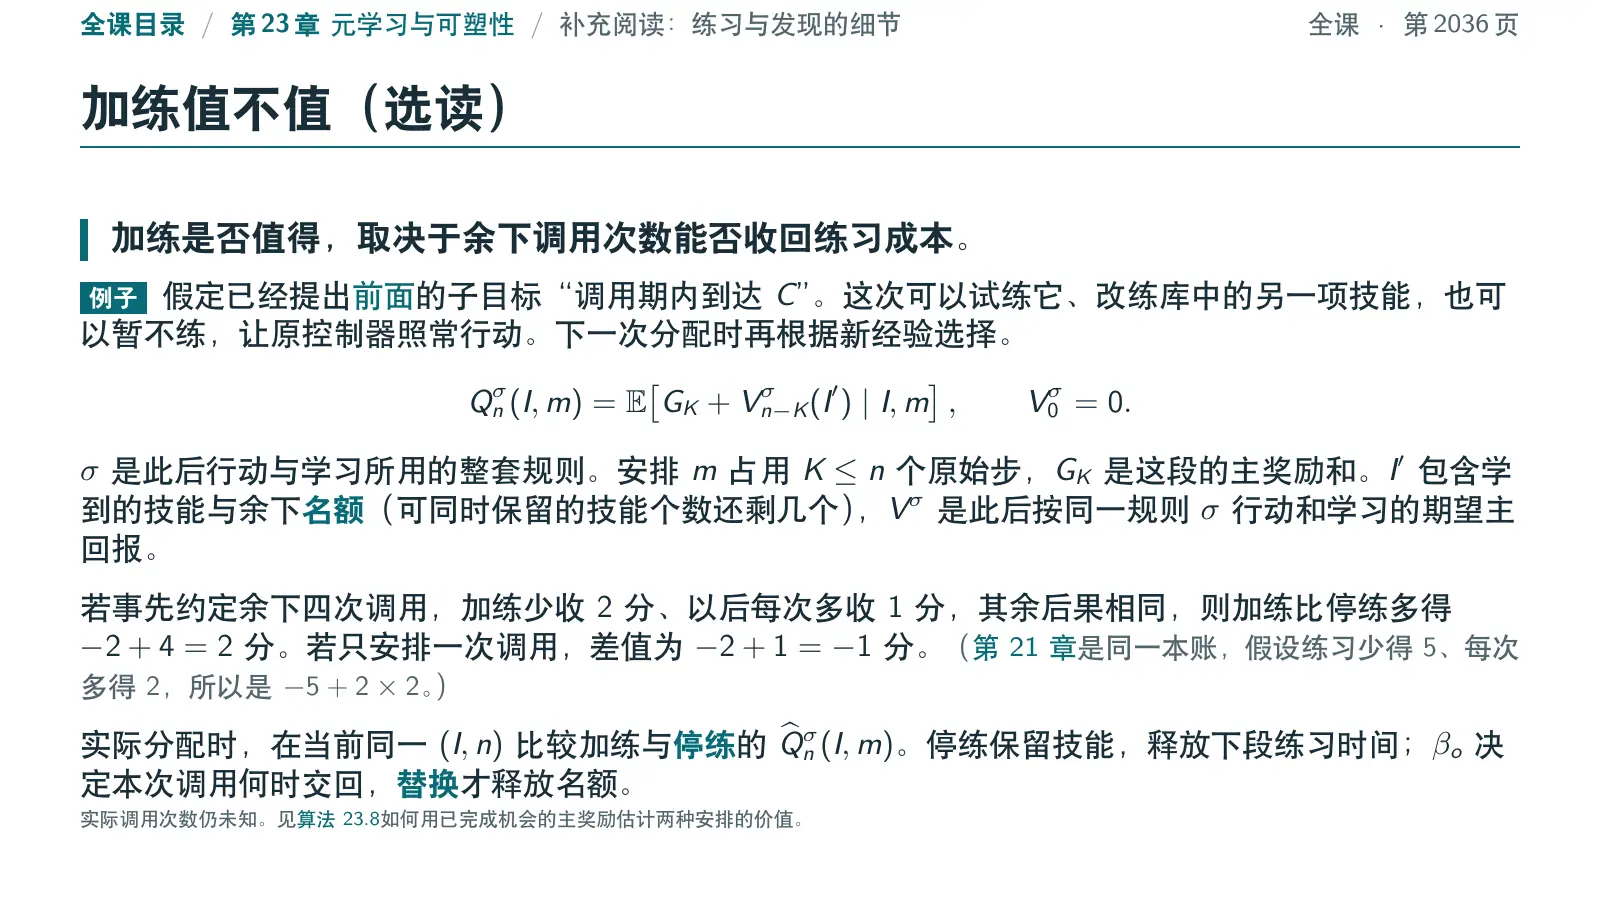 全课目录 / 第 23 章 元学习与可塑性 / 补充阅读：练习与发现的细节
全课 · 第 2036 页
加练值不值（选读）
加练是否值得，取决于余下调用次数能否收回练习成本。
例子 假定已经提出前面的子目标“调用期内到达 C”。这次可以试练它、改练库中的另一项技能，也可
以暂不练，让原控制器照常行动。下一次分配时再根据新经验选择。
Q_n^σ(I, m) = 𝔼[G_K + V_{n−K}^σ(I′) | I, m] , V_0^σ = 0.
σ 是此后行动与学习所用的整套规则。安排 m 占用 K ≤ n 个原始步，G_K 是这段的主奖励和。I′ 包含学
到的技能与余下名额（可同时保留的技能个数还剩几个），V^σ 是此后按同一规则 σ 行动和学习的期望主
回报。
若事先约定余下四次调用，加练少收 2 分、以后每次多收 1 分，其余后果相同，则加练比停练多得
−2 + 4 = 2 分。若只安排一次调用，差值为 −2 + 1 = −1 分。（第 21 章是同一本账，假设练习少得 5、每次
多得 2，所以是 −5 + 2 × 2。）
实际分配时，在当前同一 (I, n) 比较加练与停练的 Q̂_n^σ(I, m)。停练保留技能，释放下段练习时间；β_o 决
定本次调用何时交回，替换才释放名额。
实际调用次数仍未知。见算法 23.8如何用已完成机会的主奖励估计两种安排的价值。